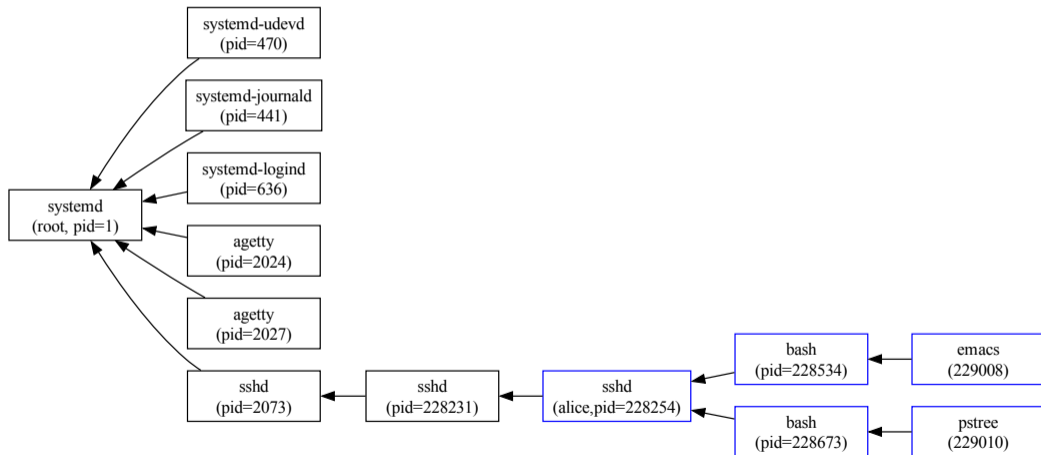 systemd-udevd
(pid=470)
systemd-journald
(pid=441)
systemd-logind
(pid=636)
systemd
(root, pid=1)
agetty
(pid=2024)
agetty
(pid=2027)
sshd
(pid=2073)
sshd
(pid=228231)
sshd
(alice,pid=228254)
bash
(pid=228534)
emacs
(229008)
bash
(pid=228673)
pstree
(229010)